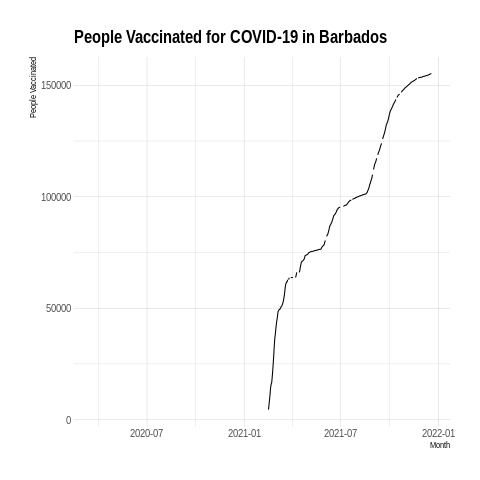 People Vaccinated for COVID-19 in Barbados
People Vaccinated
150000
100000
50000
0
2020-07 2021-01 2021-07 2022-01
Month